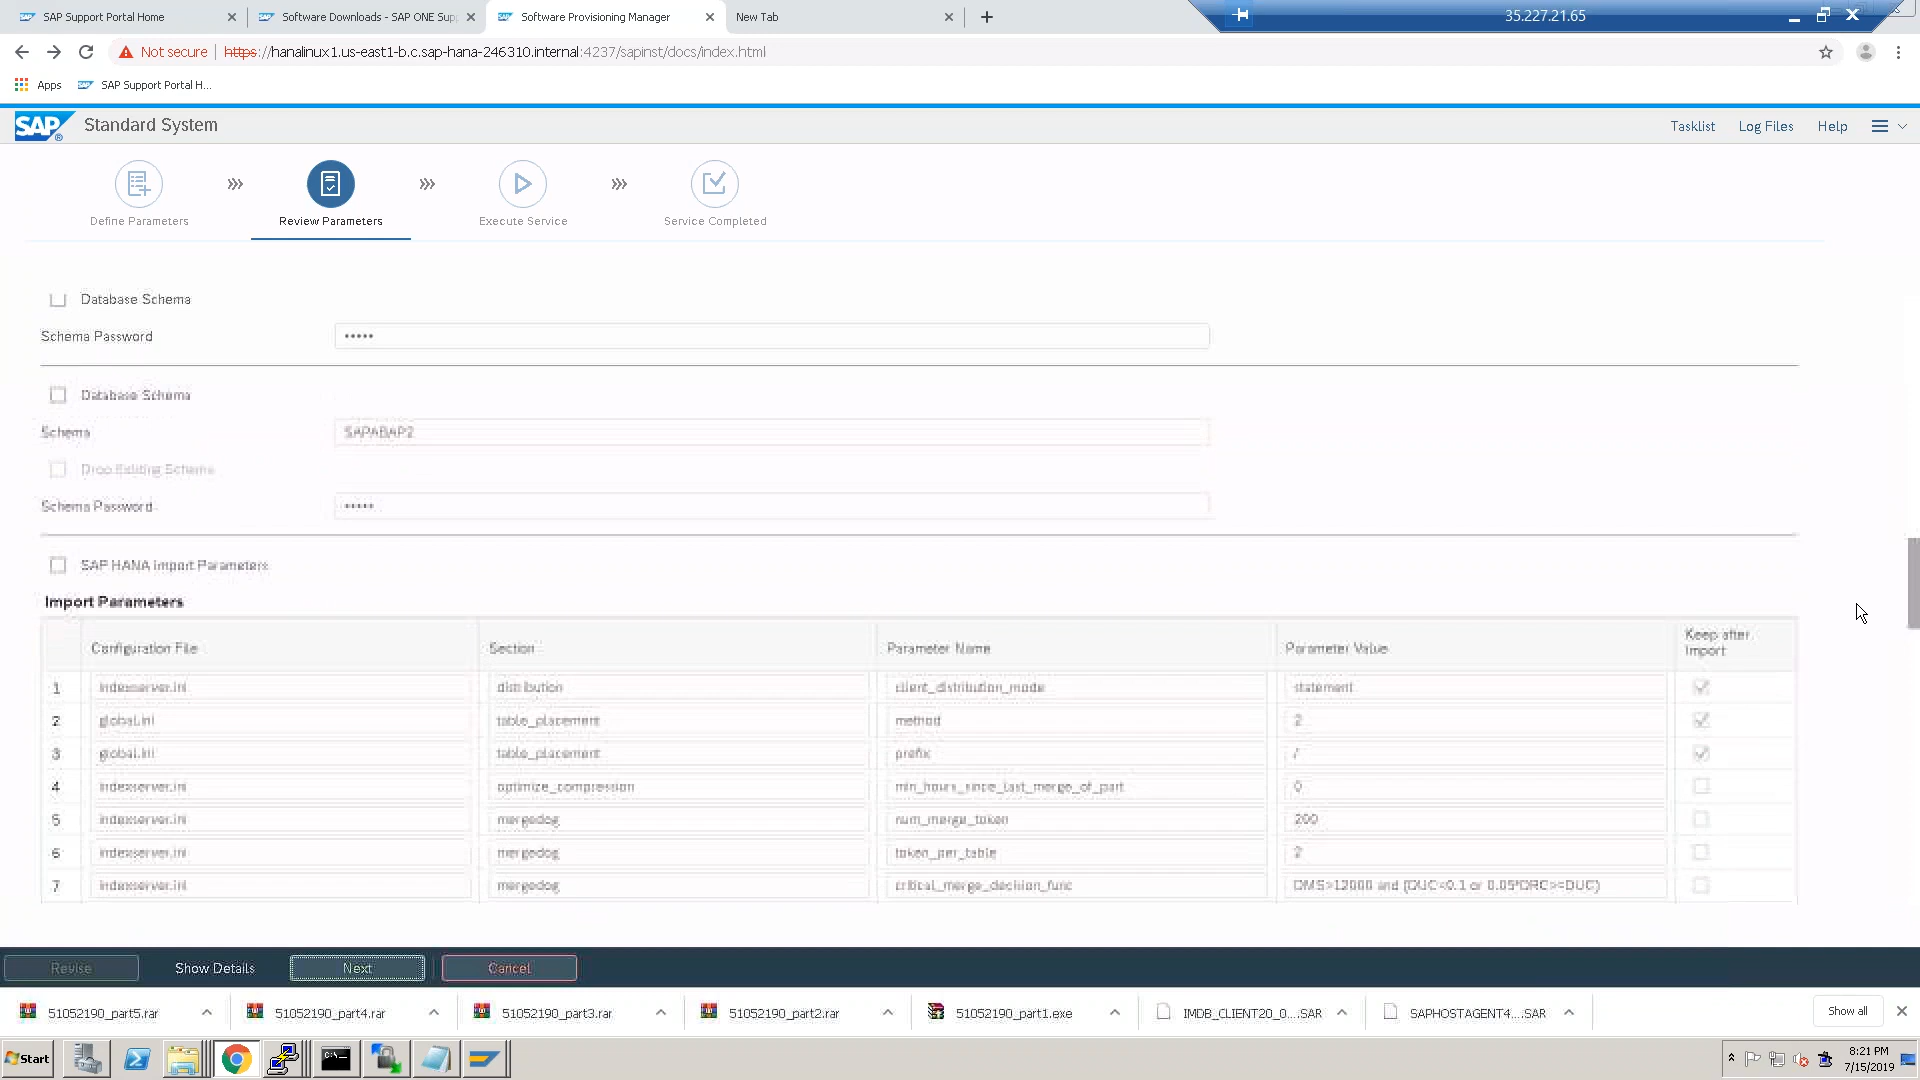 SAP Support Portal Home
Software Downloads - SAP ONE Sup
Software Provisioning Manager
New Tab
35.227.21.65
Not secure
https://hanalinux1.us-east1-b.c.sap-hana-246310.internal:4237/sapinst/docs/index.html
Apps
SAP Support Portal H...
SAP
Standard System
Tasklist
Log Files
Help
Define Parameters
Review Parameters
Execute Service
Service Completed
Database Schema
Schema Password
•••••
Database Schema
Schema
SAPABAP2
Drop Existing Schema
Schema Password
•••••
SAP HANA Import Parameters
Import Parameters
Configuration File Section Parameter Name Parameter Value Keep after Import
1 indexserver.ini distribution client_distribution_mode statement
2 global.ini table_placement method 2
3 global.ini table_placement prefix /
4 indexserver.ini optimize_compression min_hours_since_last_merge_of_part 0
5 indexserver.ini mergedog num_merge_token 200
6 indexserver.ini mergedog token_per_table 2
7 indexserver.ini mergedog critical_merge_decision_func DMS>12000 and (DUC<0.1 or 0.05*DRC>=DUC)
Revise
Show Details
Next
Cancel
51052190_part5.rar
51052190_part4.rar
51052190_part3.rar
51052190_part2.rar
51052190_part1.exe
IMDB_CLIENT20_0....SAR
SAPHOSTAGENT4....SAR
Show all
Start
8:21 PM
7/15/2019